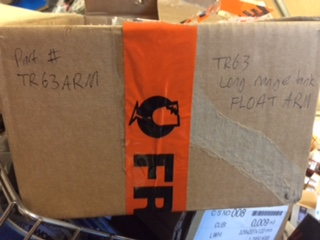 Part #
TR63ARM
TR63
Long range tank
FLOAT ARM
FR